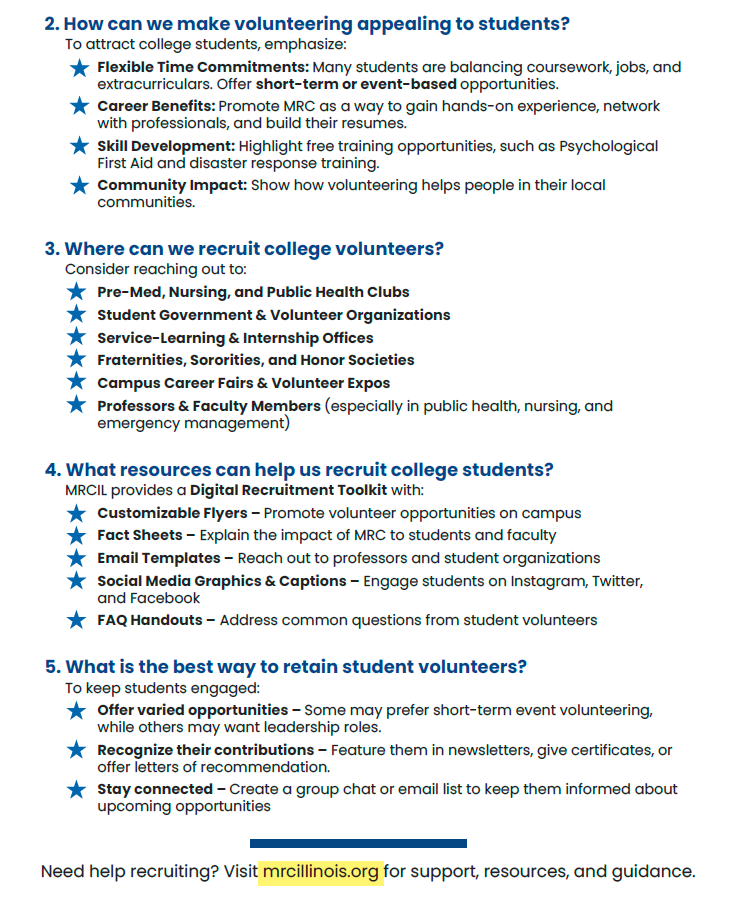 2. How can we make volunteering appealing to students?
To attract college students, emphasize:
Flexible Time Commitments: Many students are balancing coursework, jobs, and
extracurriculars. Offer short-term or event-based opportunities.
Career Benefits: Promote MRC as a way to gain hands-on experience, network
with professionals, and build their resumes.
Skill Development: Highlight free training opportunities, such as Psychological
First Aid and disaster response training.
Community Impact: Show how volunteering helps people in their local
communities.
3. Where can we recruit college volunteers?
Consider reaching out to:
Pre-Med, Nursing, and Public Health Clubs
Student Government & Volunteer Organizations
Service-Learning & Internship Offices
Fraternities, Sororities, and Honor Societies
Campus Career Fairs & Volunteer Expos
Professors & Faculty Members (especially in public health, nursing, and
emergency management)
4. What resources can help us recruit college students?
MRCIL provides a Digital Recruitment Toolkit with:
Customizable Flyers – Promote volunteer opportunities on campus
Fact Sheets – Explain the impact of MRC to students and faculty
Email Templates – Reach out to professors and student organizations
Social Media Graphics & Captions – Engage students on Instagram, Twitter,
and Facebook
FAQ Handouts – Address common questions from student volunteers
5. What is the best way to retain student volunteers?
To keep students engaged:
Offer varied opportunities – Some may prefer short-term event volunteering,
while others may want leadership roles.
Recognize their contributions – Feature them in newsletters, give certificates, or
offer letters of recommendation.
Stay connected – Create a group chat or email list to keep them informed about
upcoming opportunities
Need help recruiting? Visit mrcillinois.org for support, resources, and guidance.